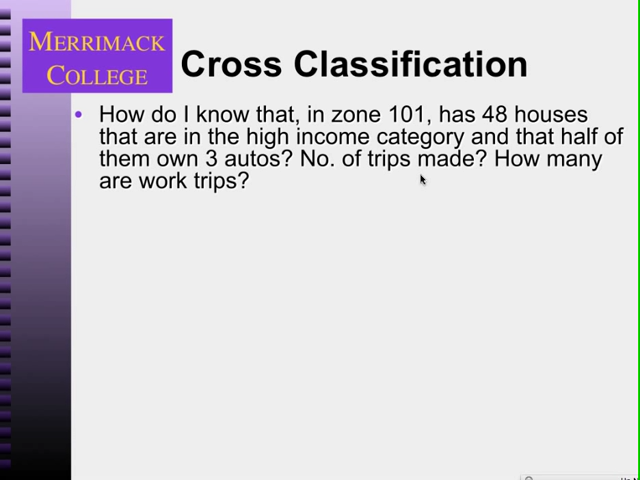 MERRIMACK
COLLEGE
Cross Classification
• How do I know that, in zone 101, has 48 houses
that are in the high income category and that half of
them own 3 autos? No. of trips made? How many
are work trips?